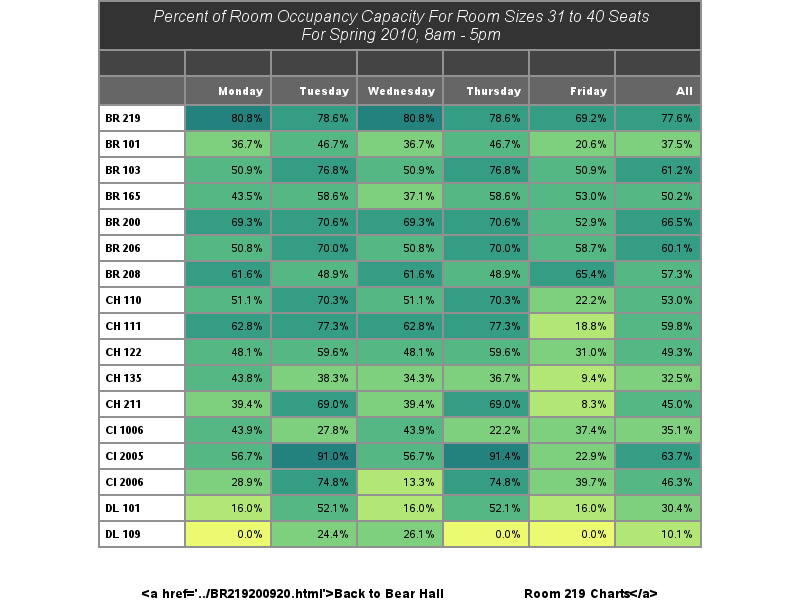 Percent of Room Occupancy Capacity For Room Sizes 31 to 40 Seats
For Spring 2010, 8am - 5pm
Monday Tuesday Wednesday Thursday Friday All
BR 219 80.8% 78.6% 80.8% 78.6% 69.2% 77.6%
BR 101 36.7% 46.7% 36.7% 46.7% 20.6% 37.5%
BR 103 50.9% 76.8% 50.9% 76.8% 50.9% 61.2%
BR 165 43.5% 58.6% 37.1% 58.6% 53.0% 50.2%
BR 200 69.3% 70.6% 69.3% 70.6% 52.9% 66.5%
BR 206 50.8% 70.0% 50.8% 70.0% 58.7% 60.1%
BR 208 61.6% 48.9% 61.6% 48.9% 65.4% 57.3%
CH 110 51.1% 70.3% 51.1% 70.3% 22.2% 53.0%
CH 111 62.8% 77.3% 62.8% 77.3% 18.8% 59.8%
CH 122 48.1% 59.6% 48.1% 59.6% 31.0% 49.3%
CH 135 43.8% 38.3% 34.3% 36.7% 9.4% 32.5%
CH 211 39.4% 69.0% 39.4% 69.0% 8.3% 45.0%
CI 1006 43.9% 27.8% 43.9% 22.2% 37.4% 35.1%
CI 2005 56.7% 91.0% 56.7% 91.4% 22.9% 63.7%
CI 2006 28.9% 74.8% 13.3% 74.8% 39.7% 46.3%
DL 101 16.0% 52.1% 16.0% 52.1% 16.0% 30.4%
DL 109 0.0% 24.4% 26.1% 0.0% 0.0% 10.1%
<a href='../BR219200920.html'>Back to Bear Hall Room 219 Charts</a>